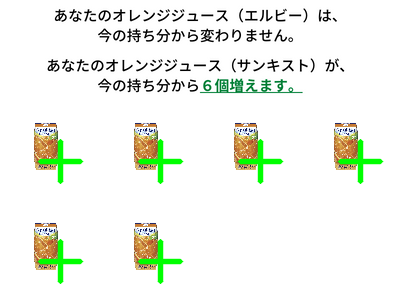 あなたのオレンジジュース（エルビー）は、
今の持ち分から変わりません。
あなたのオレンジジュース（サンキスト）が、
今の持ち分から６個増えます。